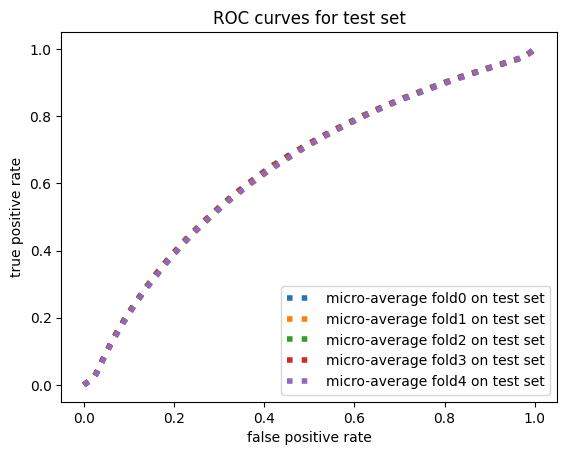 ROC curves for test set
true positive rate
1.0
0.8
0.6
0.4
0.2
0.0
micro-average fold0 on test set
micro-average fold1 on test set
micro-average fold2 on test set
micro-average fold3 on test set
micro-average fold4 on test set
0.0 0.2 0.4 0.6 0.8 1.0
false positive rate